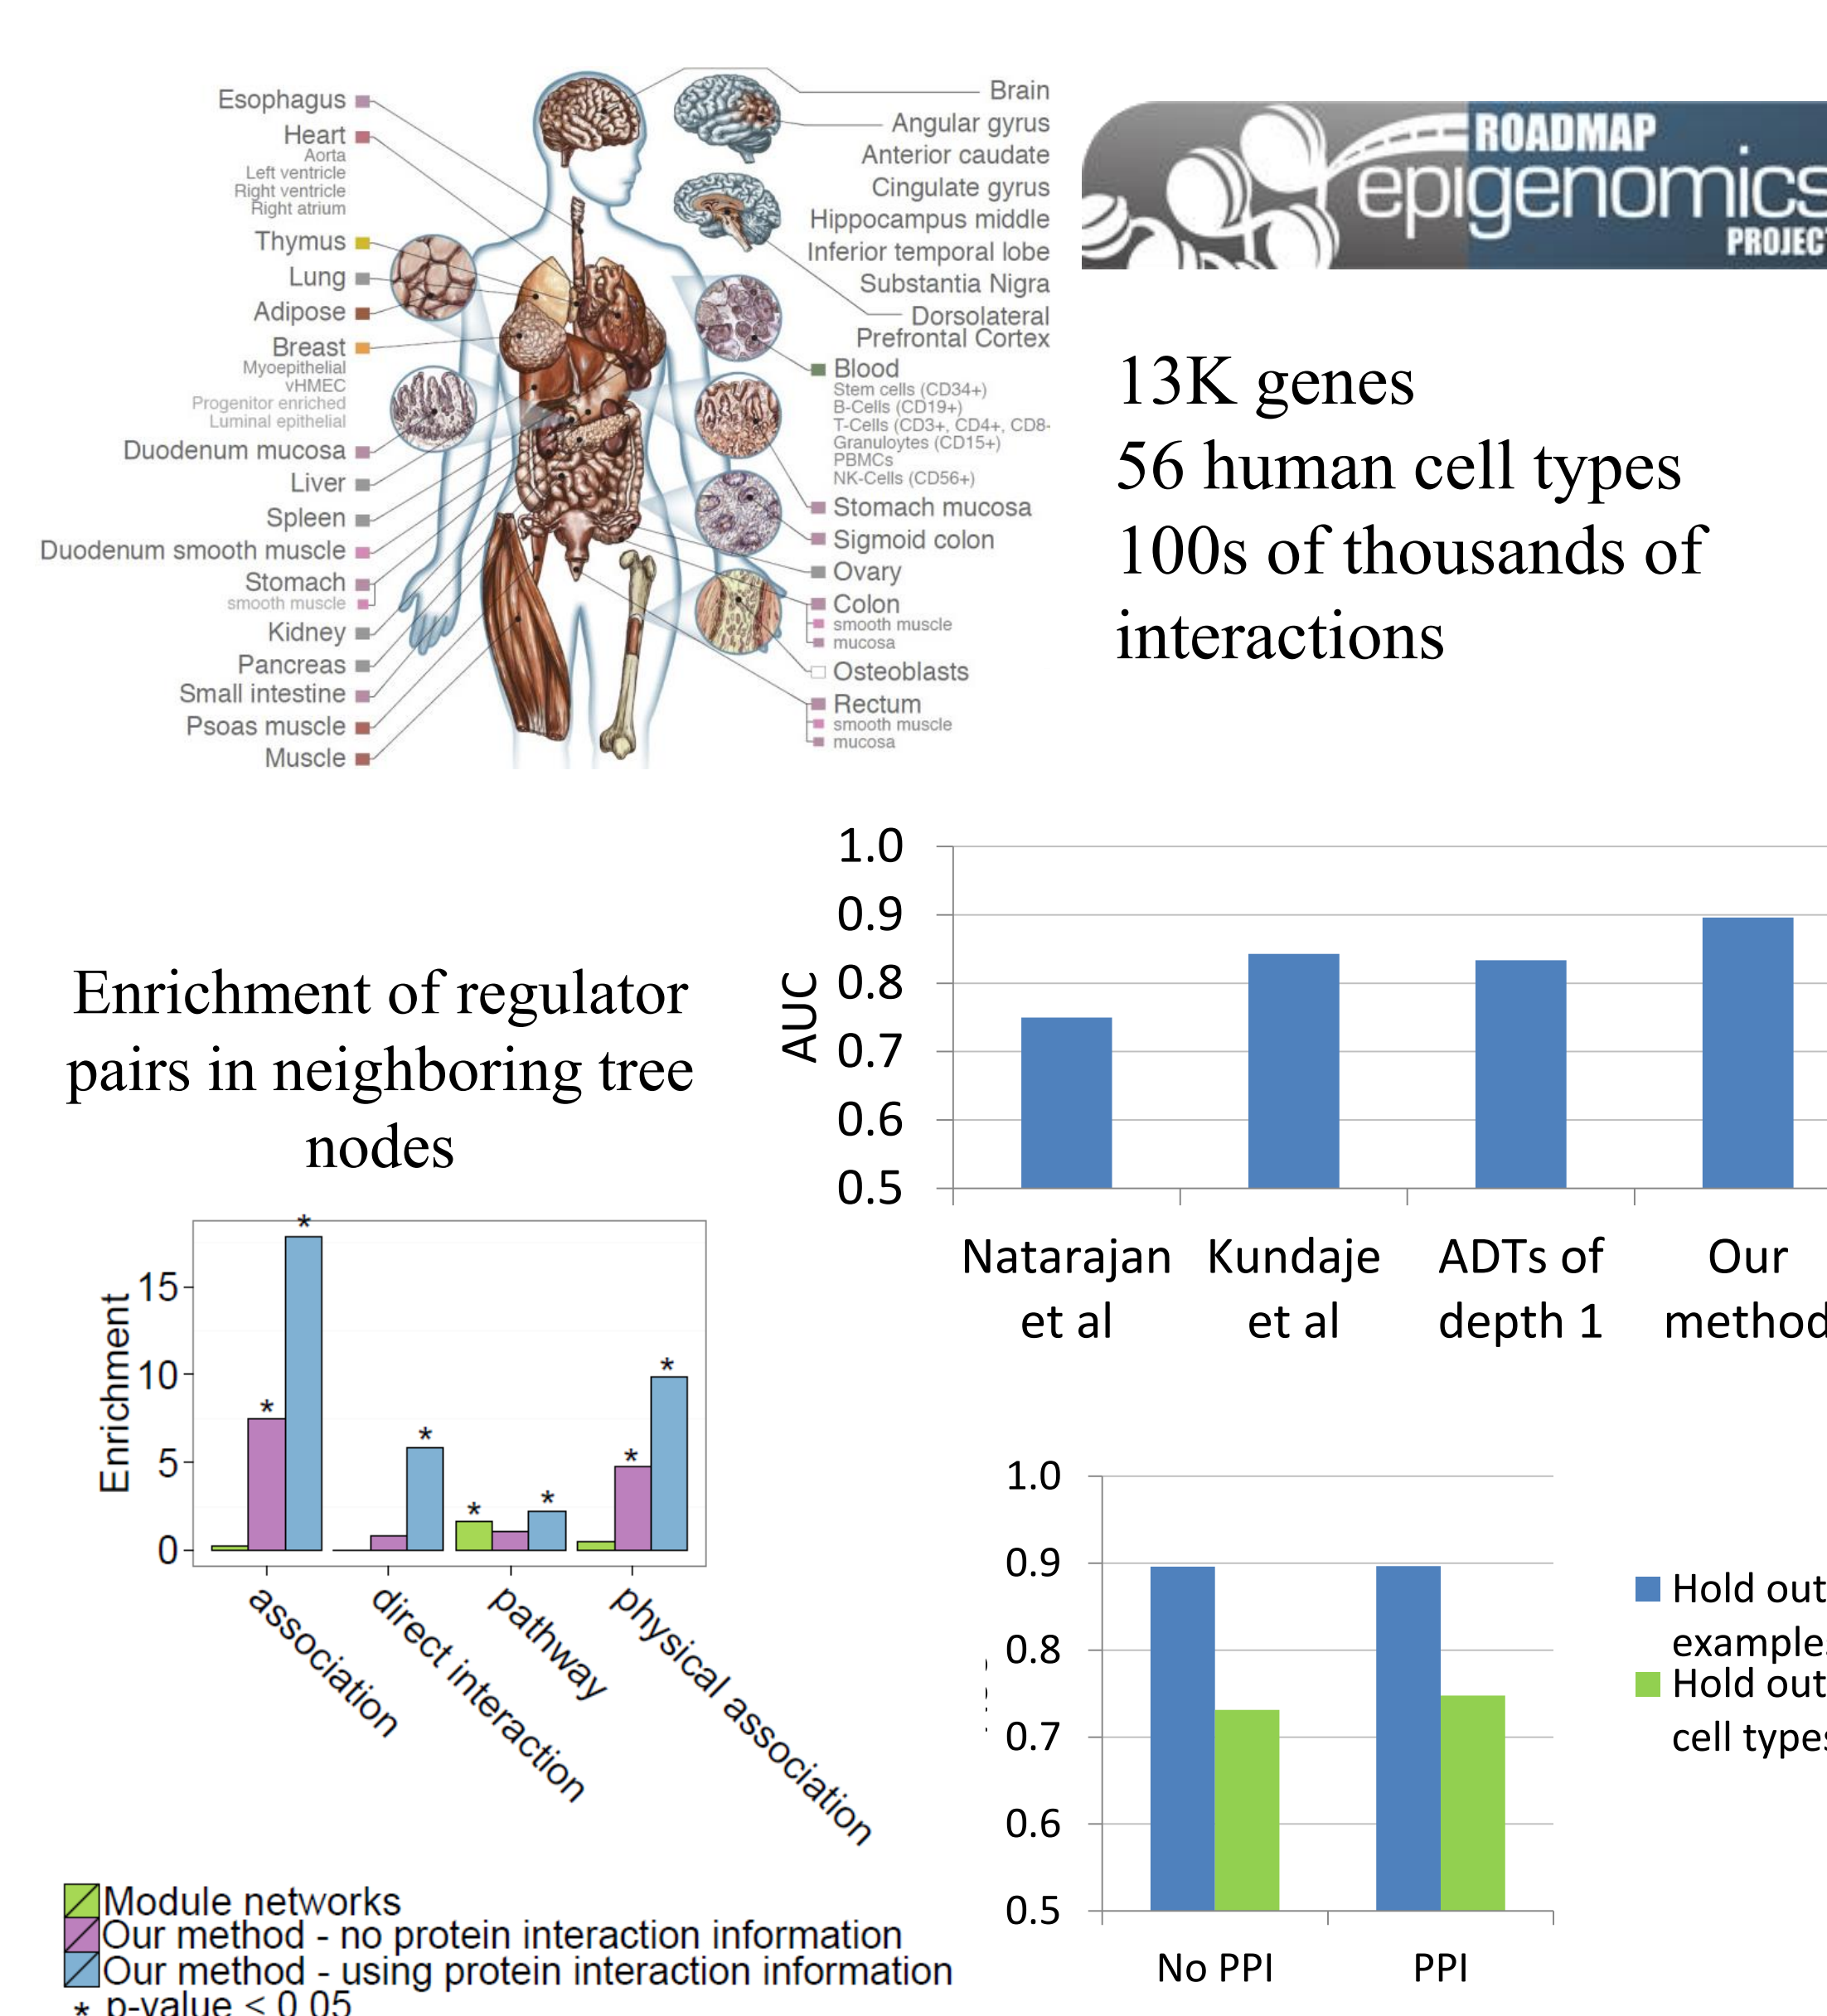 Esophagus
Heart
Aorta
Left ventricle
Right ventricle
Right atrium
Thymus
Lung
Adipose
Breast
Myoepithelial
vHMEC
Progenitor enriched
Luminal epithelial
Duodenum mucosa
Liver
Spleen
Duodenum smooth muscle
Stomach
smooth muscle
Kidney
Pancreas
Small intestine
Psoas muscle
Muscle
Brain
Angular gyrus
Anterior caudate
Cingulate gyrus
Hippocampus middle
Inferior temporal lobe
Substantia Nigra
Dorsolateral
Prefrontal Cortex
Blood
Stem cells (CD34+)
B-Cells (CD19+)
T-Cells (CD3+, CD4+, CD8-
Granuloytes (CD15+)
PBMCs
NK-Cells (CD56+)
Stomach mucosa
Sigmoid colon
Ovary
Colon
smooth muscle
mucosa
Osteoblasts
Rectum
smooth muscle
mucosa
ROADMAP
epigenomics
PROJECT
13K genes
56 human cell types
100s of thousands of
interactions
1.0
0.9
0.8
0.7
0.6
0.5
AUC
Natarajan
et al
Kundaje
et al
ADTs of
depth 1
Our
method
Enrichment of regulator
pairs in neighboring tree
nodes
Enrichment
15
10
5
0
*
*
*
*
*
*
*
association
direct interaction
pathway
physical association
Module networks
Our method - no protein interaction information
Our method - using protein interaction information
* p-value < 0.05
1.0
0.9
0.8
0.7
0.6
0.5
No PPI
PPI
Hold out
examples
Hold out
cell types